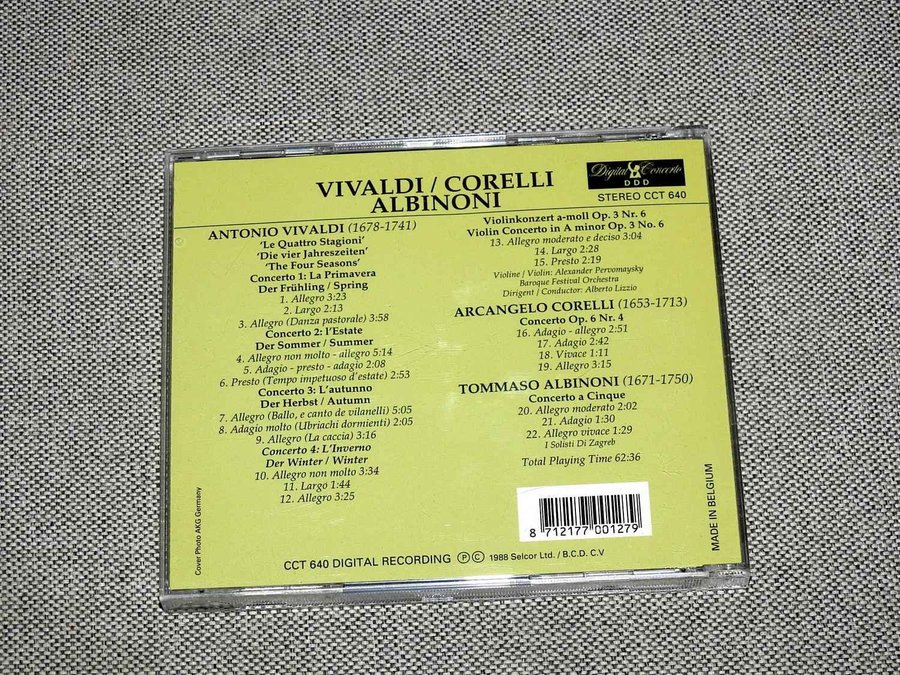 VIVALDI / CORELLI
ALBINONI
Digital Concerto
DDD
STEREO CCT 640
ANTONIO VIVALDI (1678-1741)
'Le Quattro Stagioni'
'Die vier Jahreszeiten'
'The Four Seasons'
Concerto 1: La Primavera
Der Frühling / Spring
1. Allegro 3:23
2. Largo 2:13
3. Allegro (Danza pastorale) 3:58
Concerto 2: l'Estate
Der Sommer / Summer
4. Allegro non molto - allegro 5:14
5. Adagio - presto - adagio 2:08
6. Presto (Tempo impetuoso d'estate) 2:53
Concerto 3: L'autunno
Der Herbst / Autumn
7. Allegro (Ballo, e canto de vilanelli) 5:05
8. Adagio molto (Ubriachi dormienti) 2:05
9. Allegro (La caccia) 3:16
Concerto 4: L'Inverno
Der Winter / Winter
10. Allegro non molto 3:34
11. Largo 1:44
12. Allegro 3:25
Violinkonzert a-moll Op. 3 Nr. 6
Violin Concerto in A minor Op. 3 No. 6
13. Allegro moderato e deciso 3:04
14. Largo 2:28
15. Presto 2:19
Violine / Violin: Alexander Pervomaysky
Baroque Festival Orchestra
Dirigent / Conductor: Alberto Lizzio
ARCANGELO CORELLI (1653-1713)
Concerto Op. 6 Nr. 4
16. Adagio - allegro 2:51
17. Adagio 2:42
18. Vivace 1:11
19. Allegro 3:15
TOMMASO ALBINONI (1671-1750)
Concerto a Cinque
20. Allegro moderato 2:02
21. Adagio 1:30
22. Allegro vivace 1:29
I Solisti Di Zagreb
Total Playing Time 62:36
8 712177 001279
MADE IN BELGIUM
Cover Photo AKG Germany
CCT 640 DIGITAL RECORDING Ⓟ © 1988 Selcor Ltd. / B.C.D. C.V